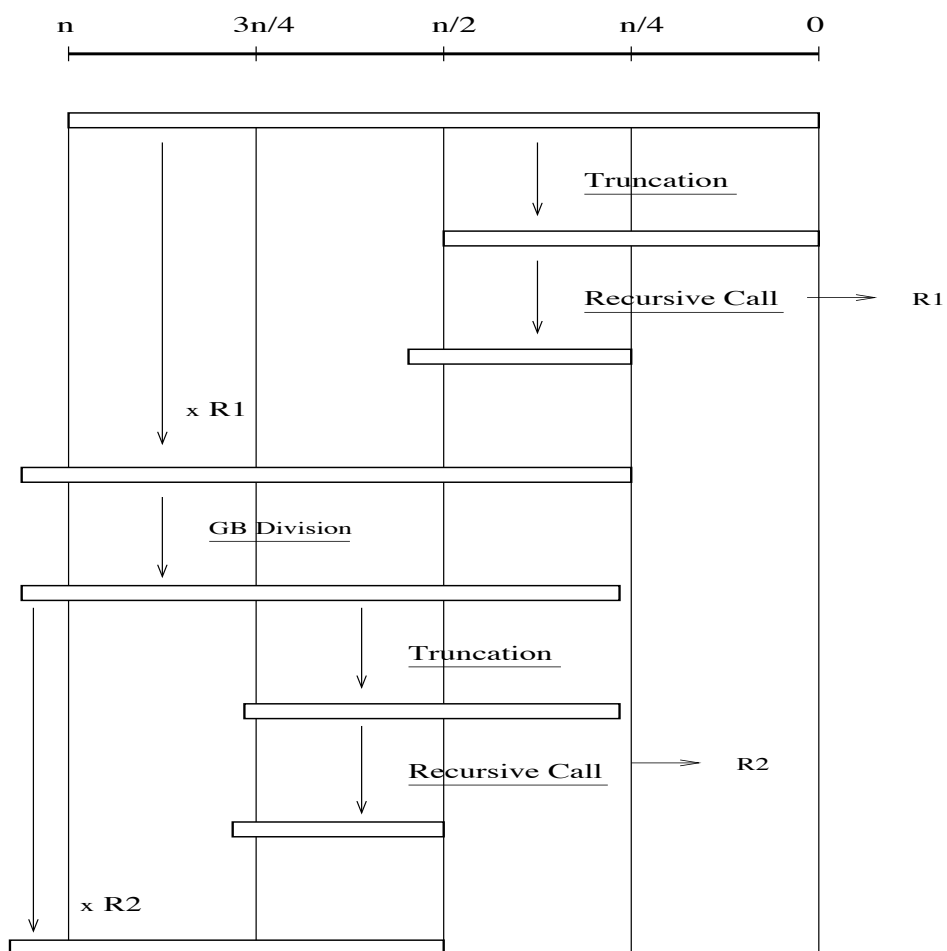 n 3n/4 n/2 n/4 0
Truncation
Recursive Call R1
x R1
GB Division
Truncation
Recursive Call R2
x R2